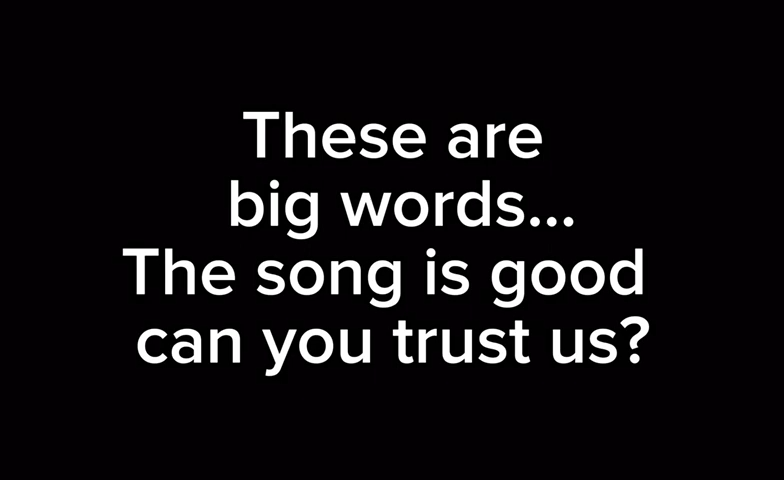 These are
big words...
The song is good
can you trust us?